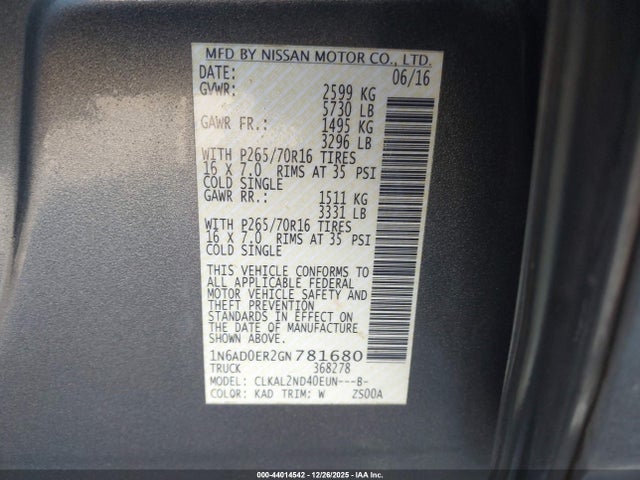 MFD BY NISSAN MOTOR CO., LTD.
DATE: 06/16
GVWR: 2599 KG
5730 LB
GAWR FR.: 1495 KG
3296 LB
WITH P265/70R16 TIRES
16 X 7.0 RIMS AT 35 PSI
COLD SINGLE
GAWR RR.: 1511 KG
3331 LB
WITH P265/70R16 TIRES
16 X 7.0 RIMS AT 35 PSI
COLD SINGLE
THIS VEHICLE CONFORMS TO
ALL APPLICABLE FEDERAL
MOTOR VEHICLE SAFETY AND
THEFT PREVENTION
STANDARDS IN EFFECT ON
THE DATE OF MANUFACTURE
SHOWN ABOVE.
1N6AD0ER2GN781680
TRUCK 368278
MODEL: CLKAL2ND40EUN---B-
COLOR: KAD TRIM: W ZS00A
000-44014542 | 12/26/2025 | IAA Inc.